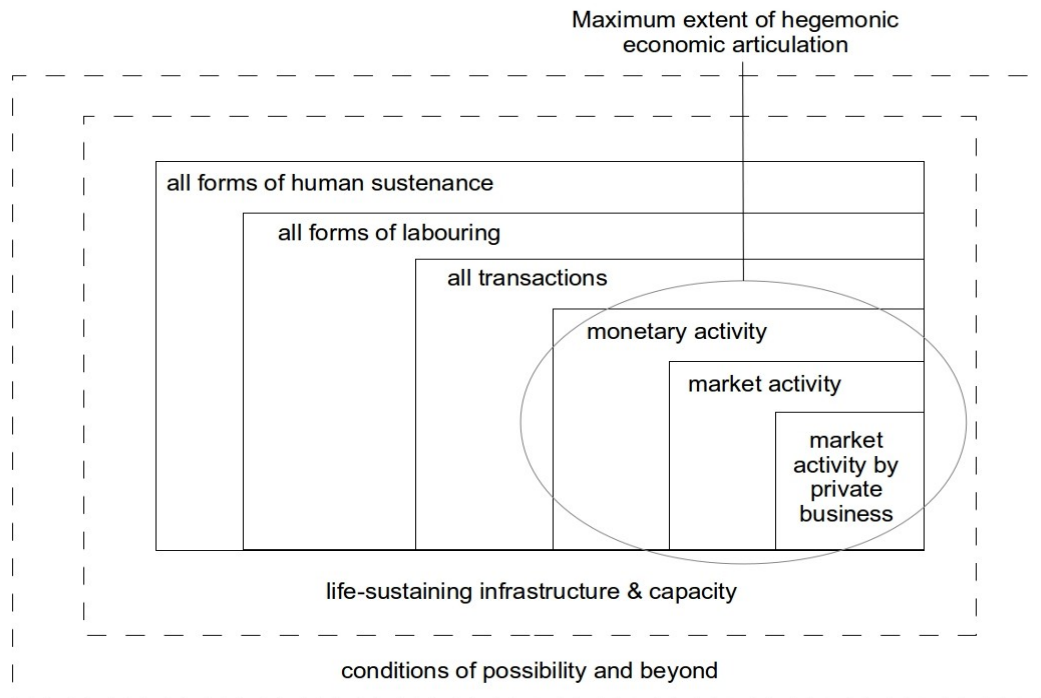 Maximum extent of hegemonic
economic articulation
all forms of human sustenance
all forms of labouring
all transactions
monetary activity
market activity
market
activity by
private
business
life-sustaining infrastructure & capacity
conditions of possibility and beyond